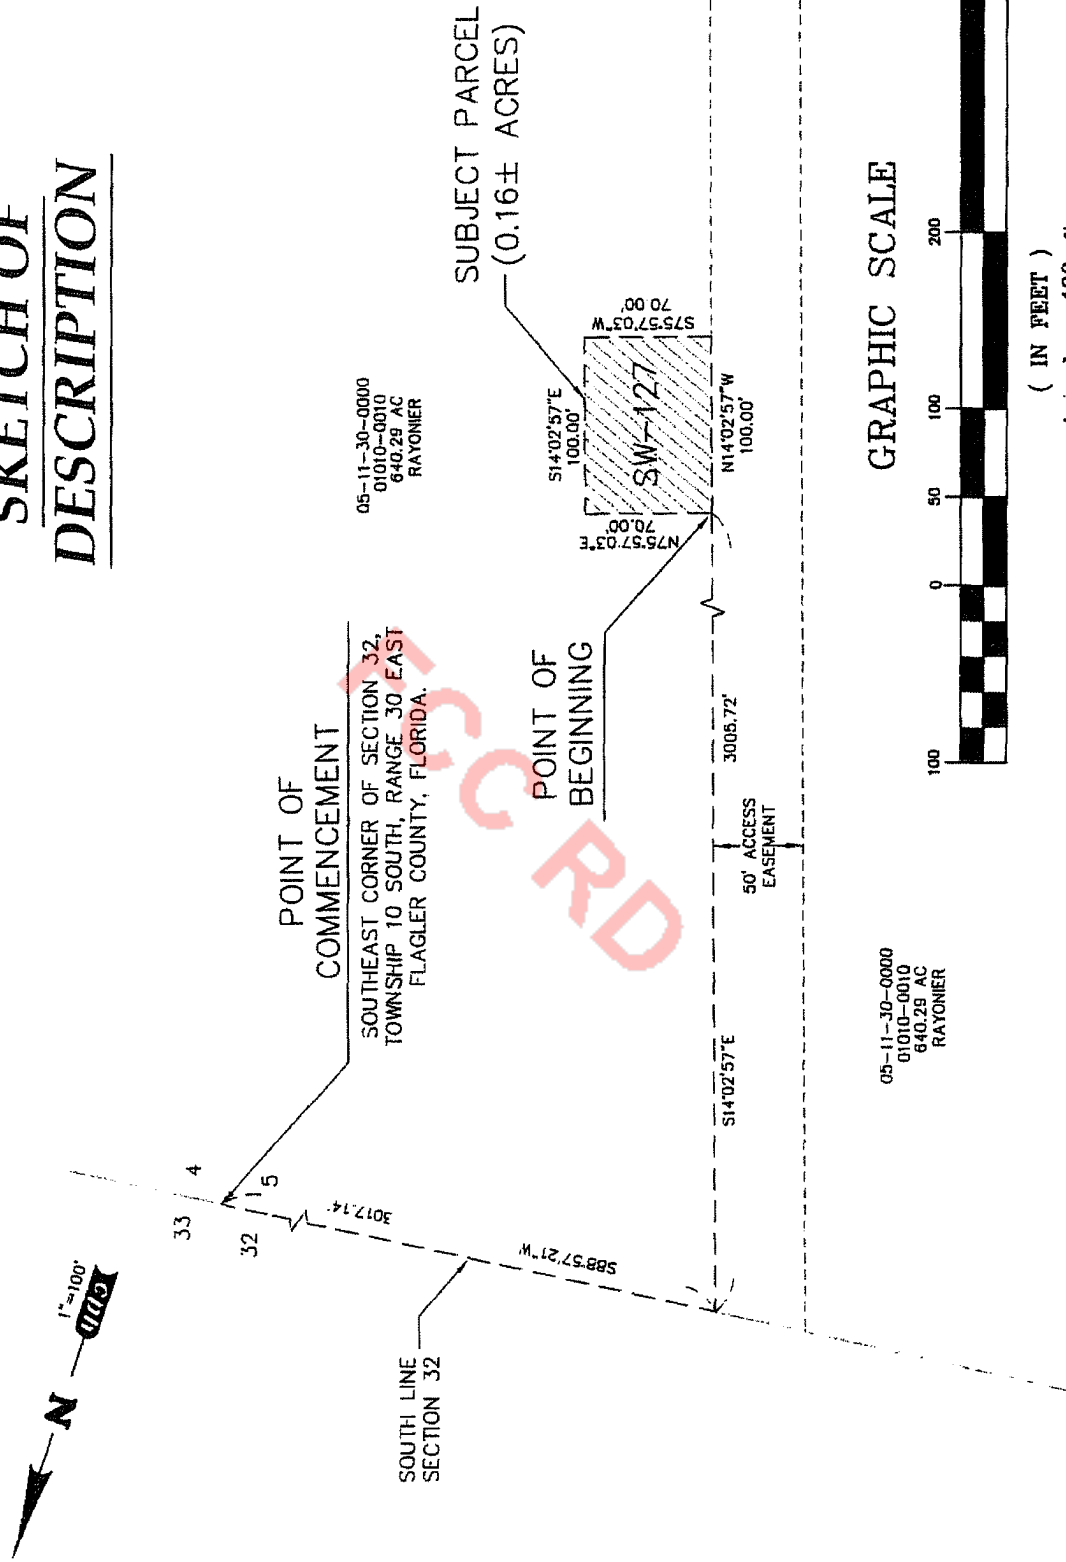 SKETCH OF
DESCRIPTION
SUBJECT PARCEL
(0.16± ACRES)
05-11-30-0000
01010-0010
640.29 AC
RAYONIER
S14°02'57"E
100.00'
S75°57'03"W
70.00'
SW-127
N75°57'03"E
70.00'
N14°02'57"W
100.00'
POINT OF
COMMENCEMENT
SOUTHEAST CORNER OF SECTION 32,
TOWNSHIP 10 SOUTH, RANGE 30 EAST
FLAGLER COUNTY, FLORIDA.
POINT OF
BEGINNING
3005.72'
50' ACCESS
EASEMENT
S14°02'57"E
4
33
5
32
3017.14'
S88°57'21"W
SOUTH LINE
SECTION 32
1"=100'
CDD
N
05-11-30-0000
01010-0010
640.29 AC
RAYONIER
GRAPHIC SCALE
100 0 50 100 200
( IN FEET )
FCC RD